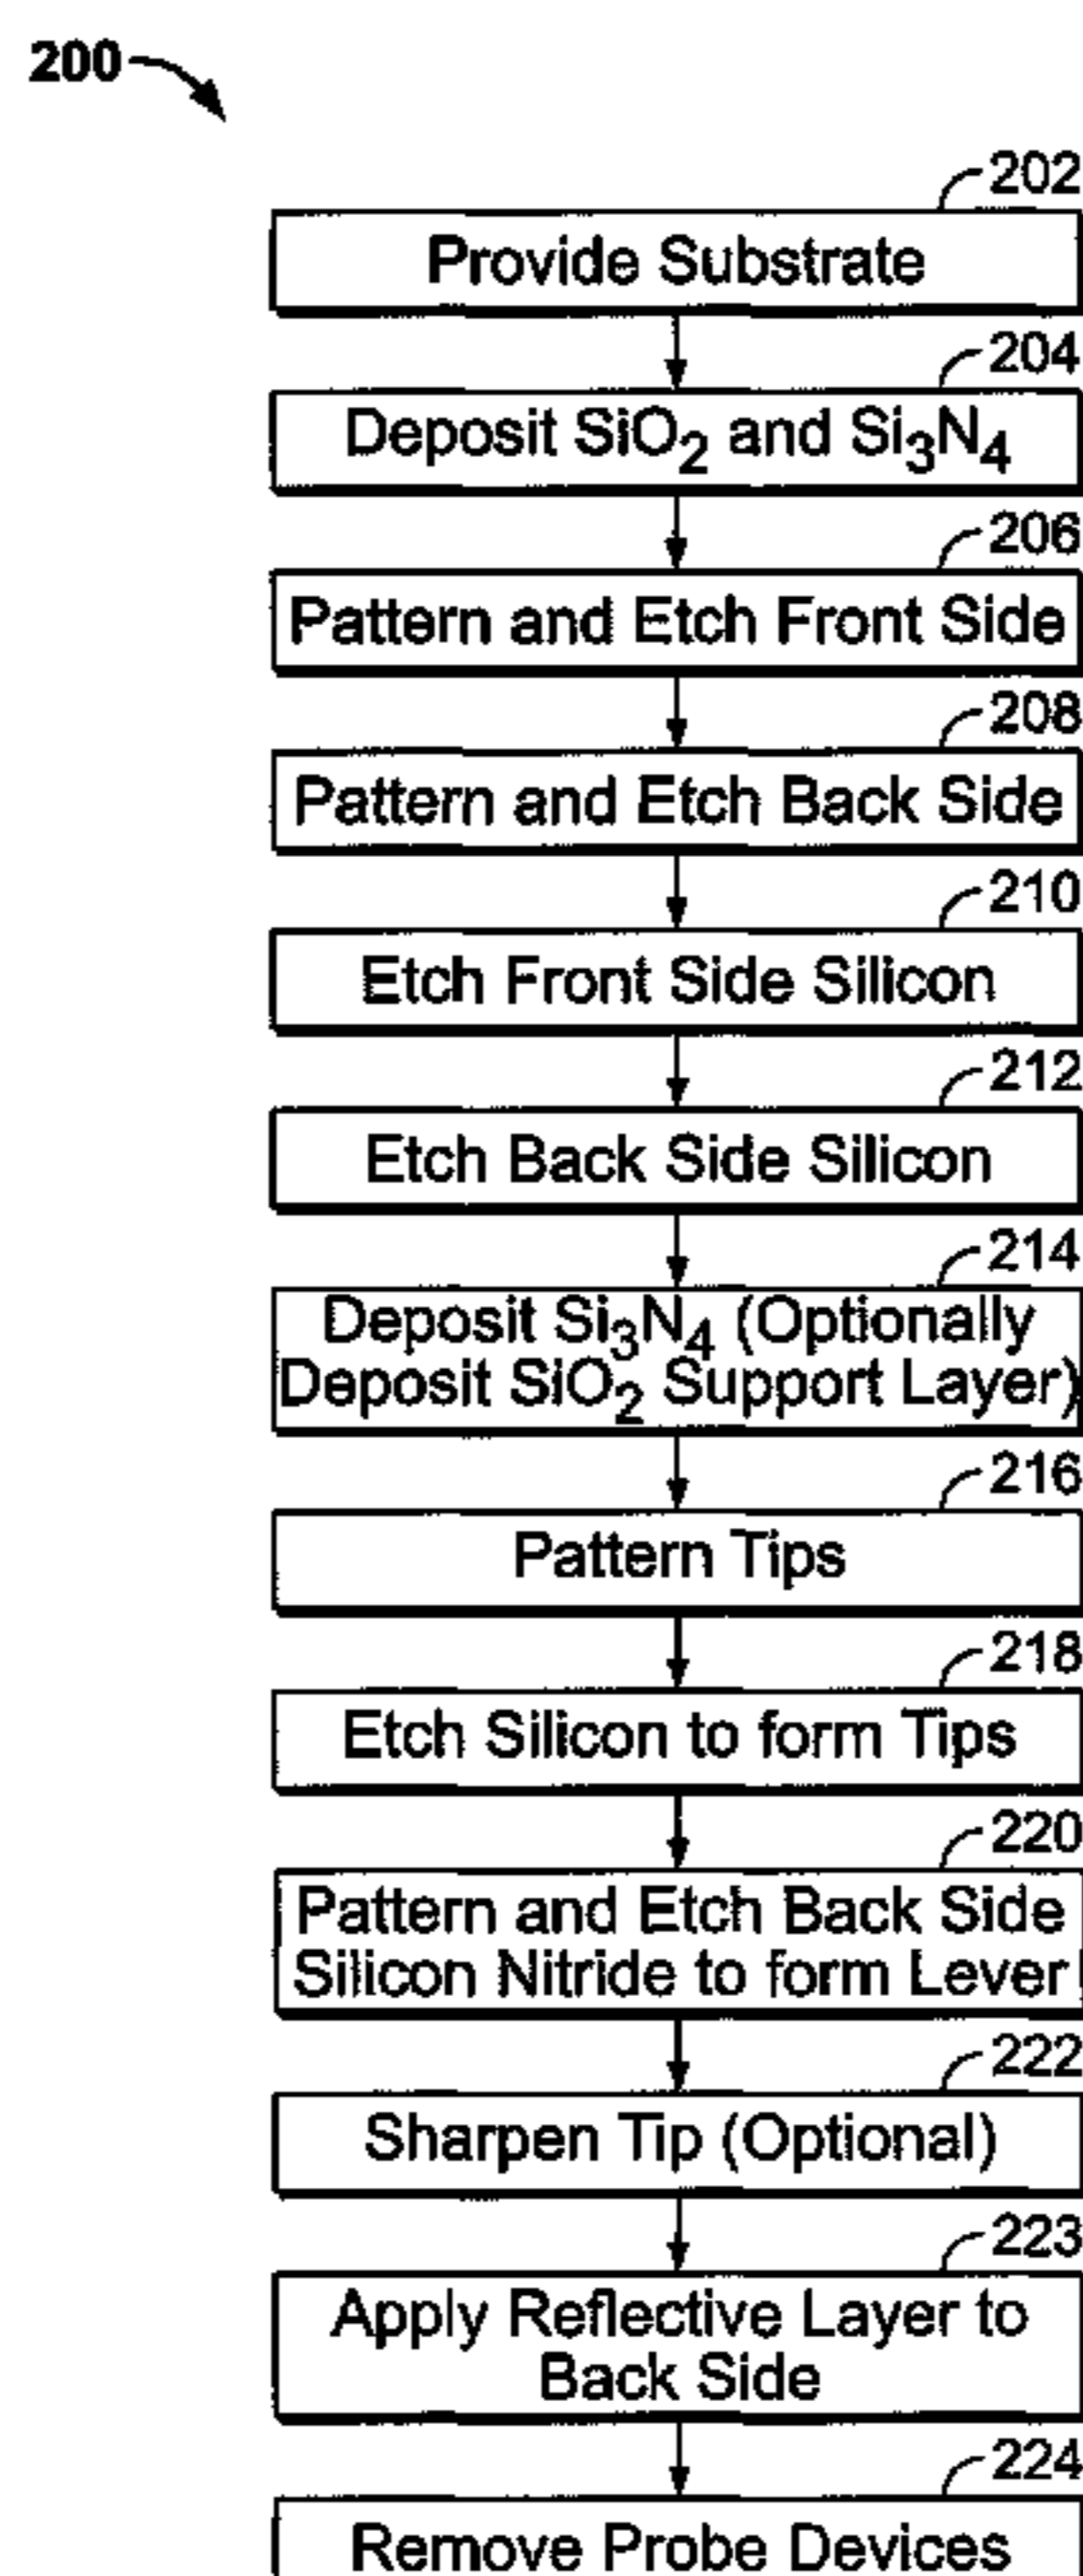 200
202
Provide Substrate
204
Deposit SiO₂ and Si₃N₄
206
Pattern and Etch Front Side
208
Pattern and Etch Back Side
210
Etch Front Side Silicon
212
Etch Back Side Silicon
214
Deposit Si₃N₄ (Optionally
Deposit SiO₂ Support Layer)
216
Pattern Tips
218
Etch Silicon to form Tips
220
Pattern and Etch Back Side
Silicon Nitride to form Lever
222
Sharpen Tip (Optional)
223
Apply Reflective Layer to
Back Side
224
Remove Probe Devices